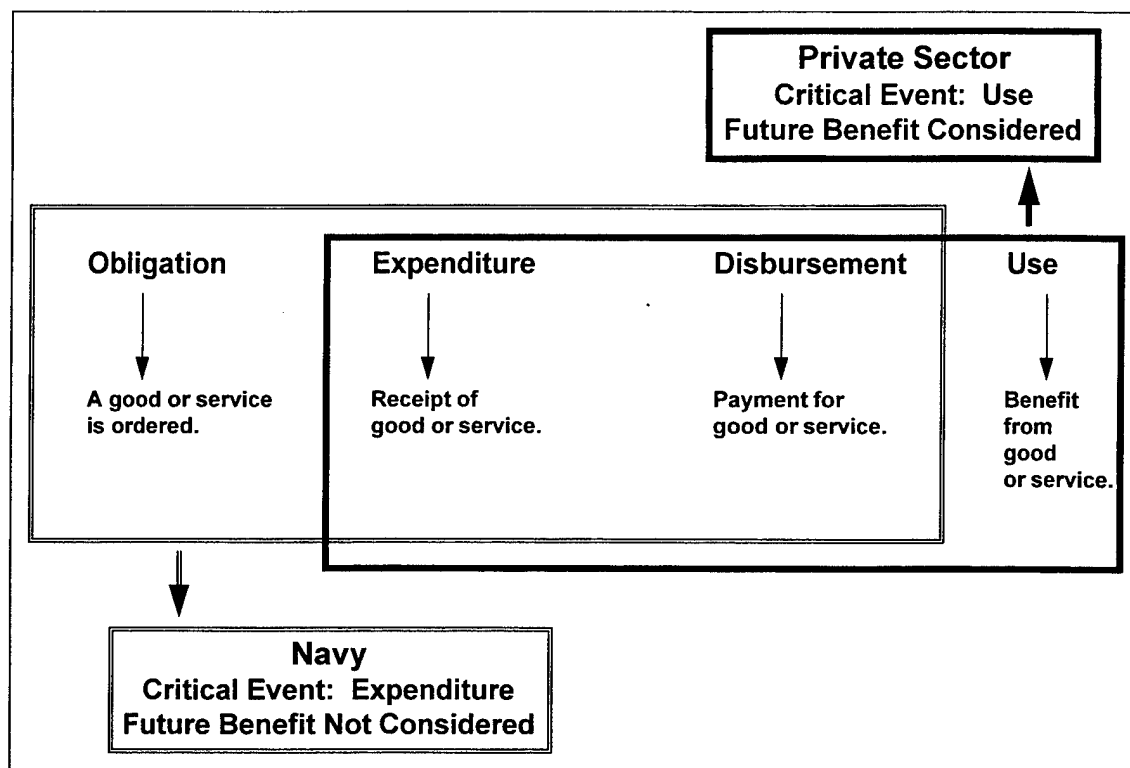 Private Sector
Critical Event: Use
Future Benefit Considered
Obligation
Expenditure
Disbursement
Use
A good or service
is ordered.
Receipt of
good or service.
Payment for
good or service.
Benefit
from
good
or service.
Navy
Critical Event: Expenditure
Future Benefit Not Considered